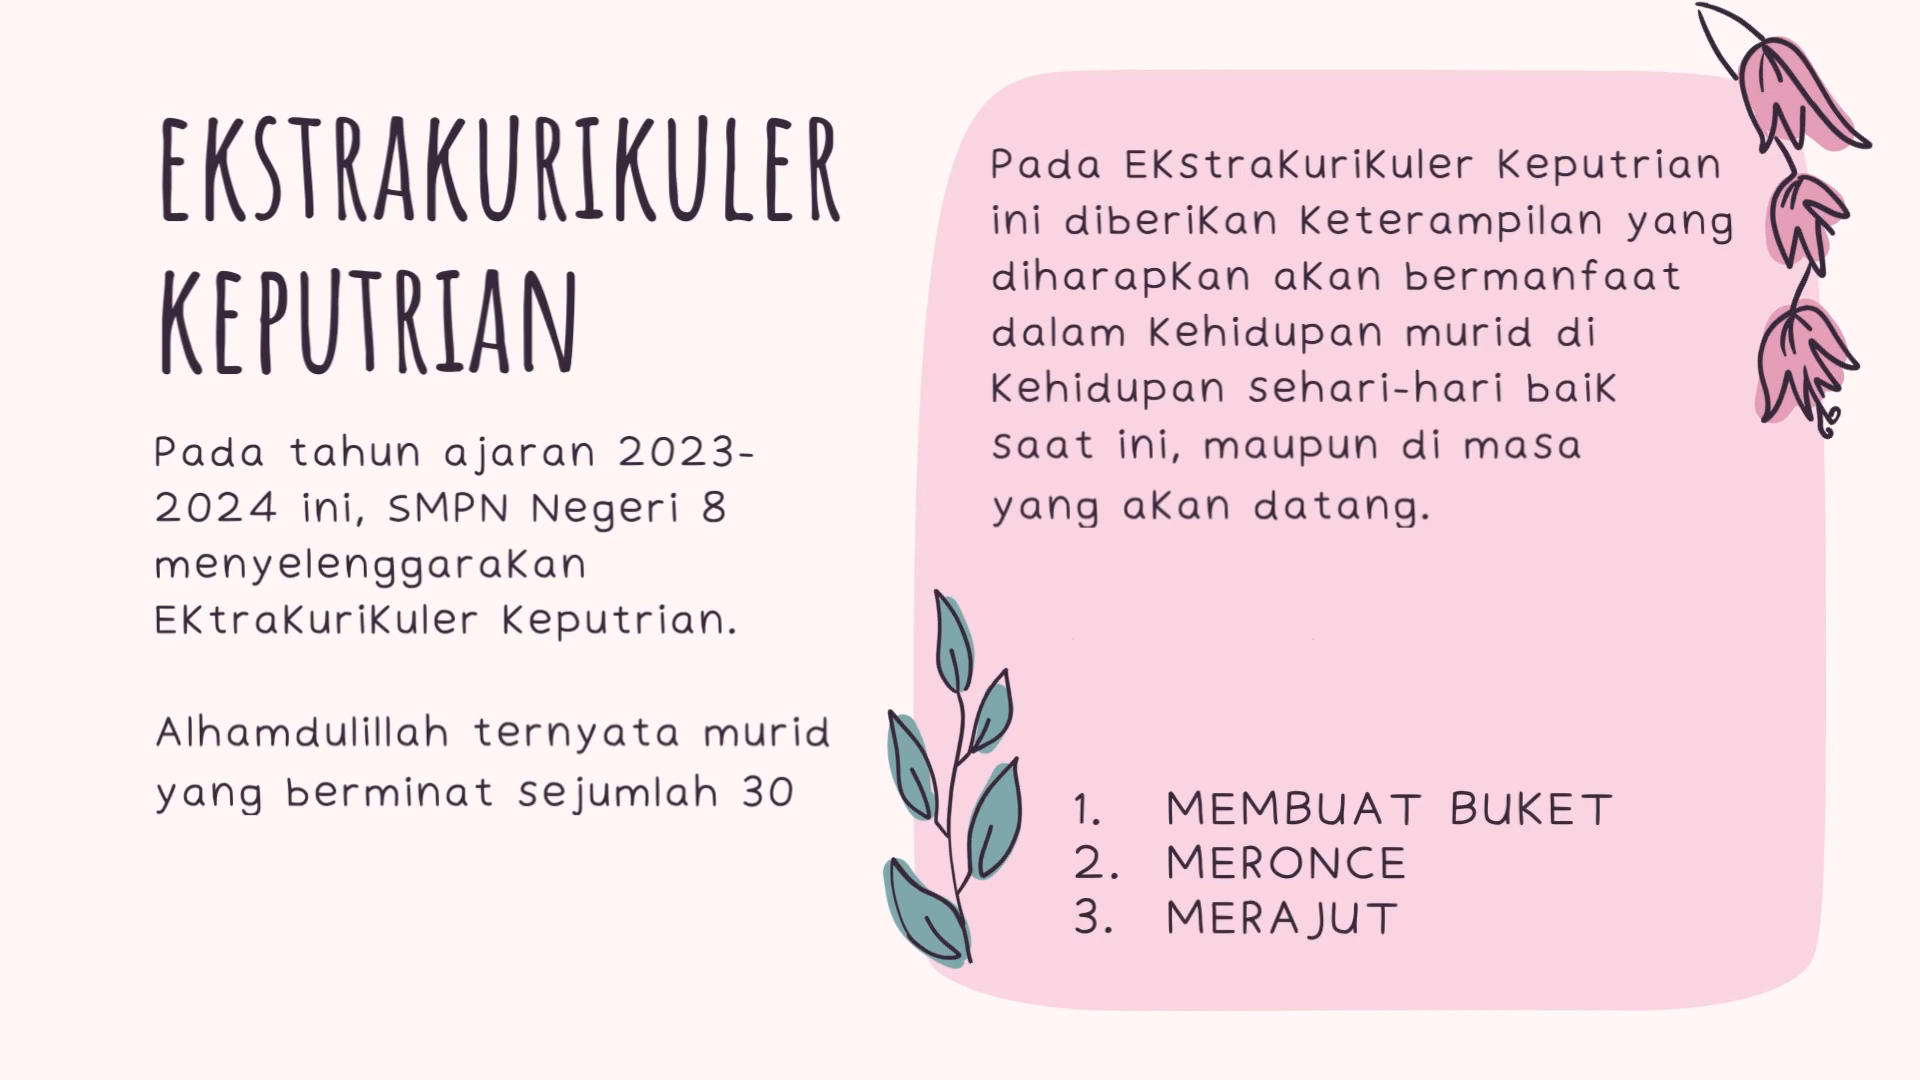 EKSTRAKURIKULER
KEPUTRIAN
Pada tahun ajaran 2023-
2024 ini, SMPN Negeri 8
menyelenggarakan
Ektrakurikuler Keputrian.
Alhamdulillah ternyata murid
yang berminat sejumlah 30
Pada Ekstrakurikuler Keputrian
ini diberikan keterampilan yang
diharapkan akan bermanfaat
dalam kehidupan murid di
kehidupan sehari-hari baik
saat ini, maupun di masa
yang akan datang.
1. MEMBUAT BUKET
2. MERONCE
3. MERAJUT